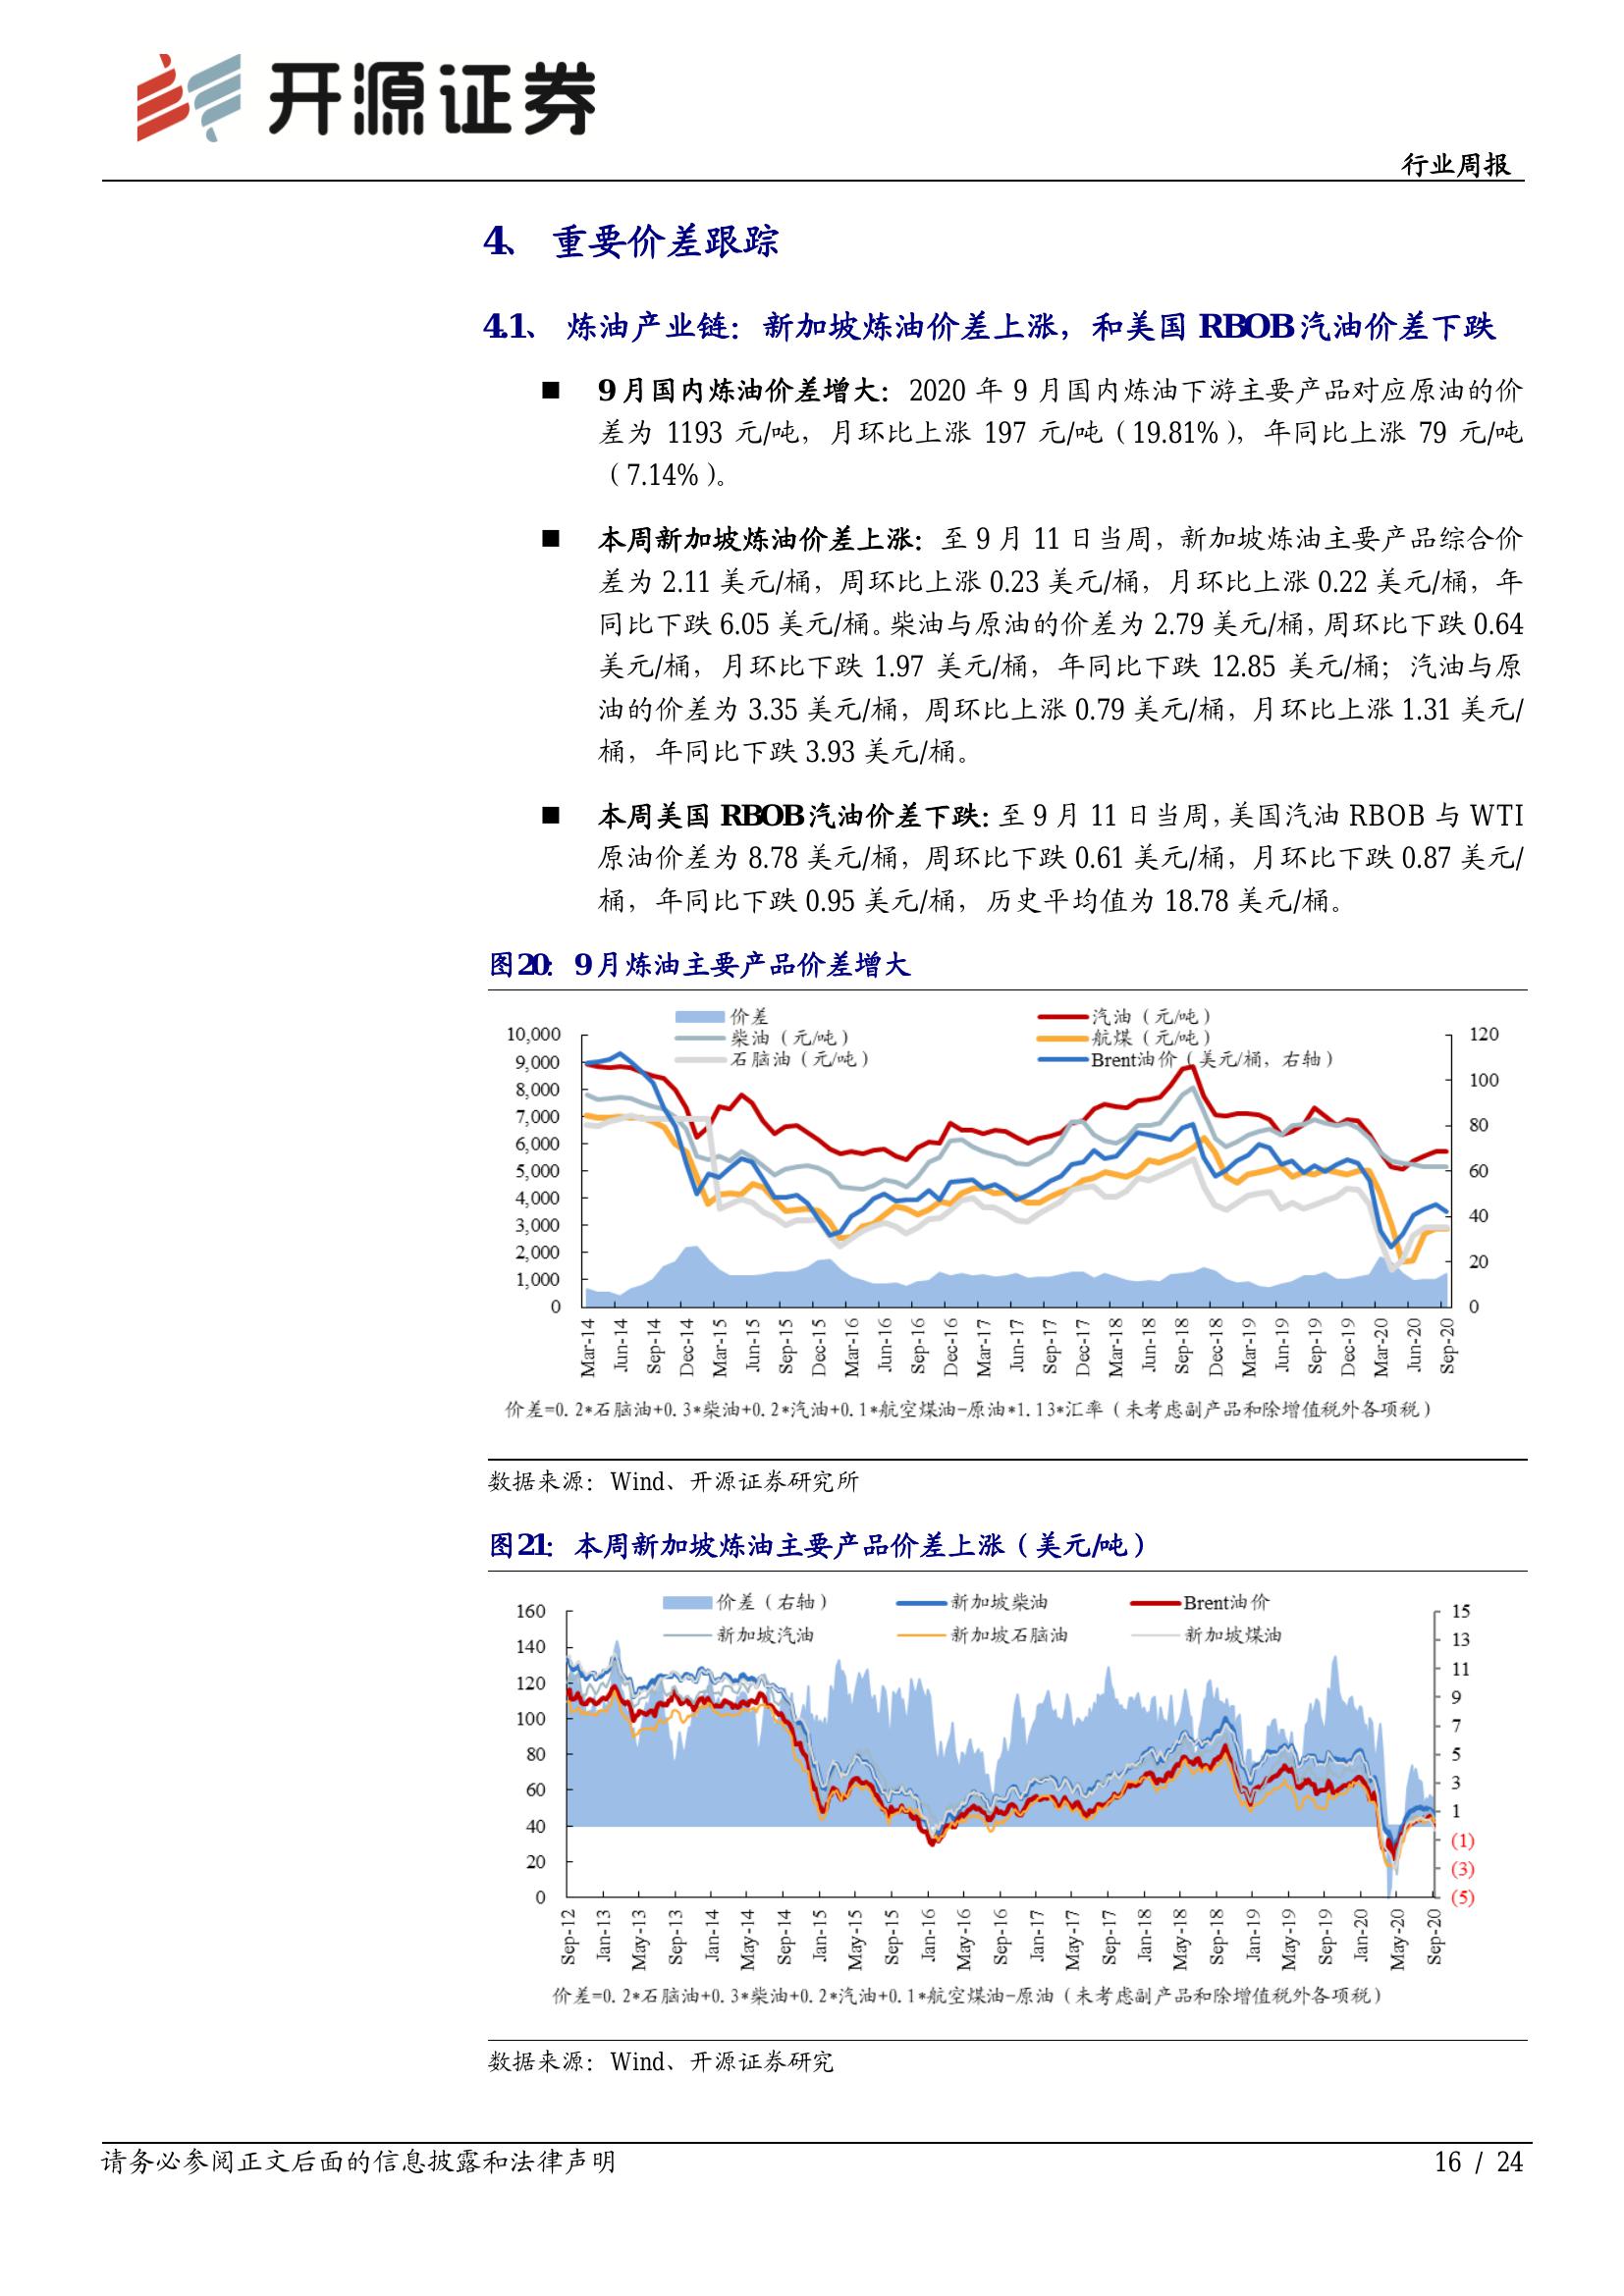 开源证券
行业周报
4、 重要价差跟踪
4.1、 炼油产业链：新加坡炼油价差上涨，和美国 RBOB 汽油价差下跌
■ 9 月国内炼油价差增大：2020 年 9 月国内炼油下游主要产品对应原油的价
差为 1193 元/吨，月环比上涨 197 元/吨（19.81%），年同比上涨 79 元/吨
（7.14%）。
■ 本周新加坡炼油价差上涨：至 9 月 11 日当周，新加坡炼油主要产品综合价
差为 2.11 美元/桶，周环比上涨 0.23 美元/桶，月环比上涨 0.22 美元/桶，年
同比下跌 6.05 美元/桶。柴油与原油的价差为 2.79 美元/桶，周环比下跌 0.64
美元/桶，月环比下跌 1.97 美元/桶，年同比下跌 12.85 美元/桶；汽油与原
油的价差为 3.35 美元/桶，周环比上涨 0.79 美元/桶，月环比上涨 1.31 美元/
桶，年同比下跌 3.93 美元/桶。
■ 本周美国 RBOB 汽油价差下跌：至 9 月 11 日当周，美国汽油 RBOB 与 WTI
原油价差为 8.78 美元/桶，周环比下跌 0.61 美元/桶，月环比下跌 0.87 美元/
桶，年同比下跌 0.95 美元/桶，历史平均值为 18.78 美元/桶。
图20：9 月炼油主要产品价差增大
价差 汽油（元/吨）
柴油（元/吨） 航煤（元/吨）
石脑油（元/吨） Brent油价（美元/桶，右轴）
10,000 120
9,000
8,000 100
7,000
80
6,000
5,000 60
4,000
40
3,000
2,000 20
1,000
0 0
Mar-14 Jun-14 Sep-14 Dec-14 Mar-15 Jun-15 Sep-15 Dec-15 Mar-16 Jun-16 Sep-16 Dec-16 Mar-17 Jun-17 Sep-17 Dec-17 Mar-18 Jun-18 Sep-18 Dec-18 Mar-19 Jun-19 Sep-19 Dec-19 Mar-20 Jun-20 Sep-20
价差=0.2*石脑油+0.3*柴油+0.2*汽油+0.1*航空煤油-原油*1.13*汇率（未考虑副产品和除增值税外各项税）
数据来源：Wind、开源证券研究所
图21：本周新加坡炼油主要产品价差上涨（美元/吨）
价差（右轴） 新加坡柴油 Brent油价
新加坡汽油 新加坡石脑油 新加坡煤油
160 15
13
140
120 11
9
100
7
80 5
60 3
1
40
(1)
20 (3)
0 (5)
Sep-12 Jan-13 May-13 Sep-13 Jan-14 May-14 Sep-14 Jan-15 May-15 Sep-15 Jan-16 May-16 Sep-16 Jan-17 May-17 Sep-17 Jan-18 May-18 Sep-18 Jan-19 May-19 Sep-19 Jan-20 May-20 Sep-20
价差=0.2*石脑油+0.3*柴油+0.2*汽油+0.1*航空煤油-原油（未考虑副产品和除增值税外各项税）
数据来源：Wind、开源证券研究
请务必参阅正文后面的信息披露和法律声明 16 / 24